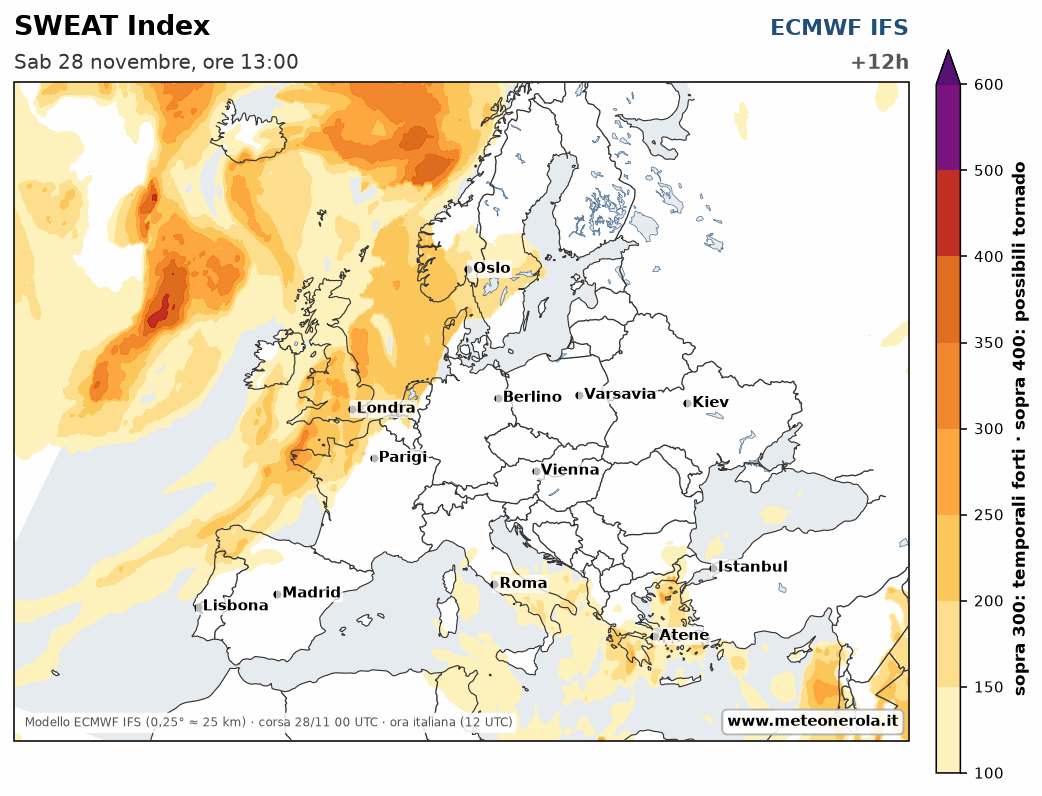 SWEAT Index
ECMWF IFS
Sab 28 novembre, ore 13:00
+12h
600
500
400
350
300
250
200
150
100
sopra 300: temporali forti · sopra 400: possibili tornado
Oslo
Londra
Berlino
Varsavia
Kiev
Parigi
Vienna
Istanbul
Roma
Madrid
Lisbona
Atene
Modello ECMWF IFS (0,25° ≈ 25 km) · corsa 28/11 00 UTC · ora italiana (12 UTC)
www.meteonerola.it